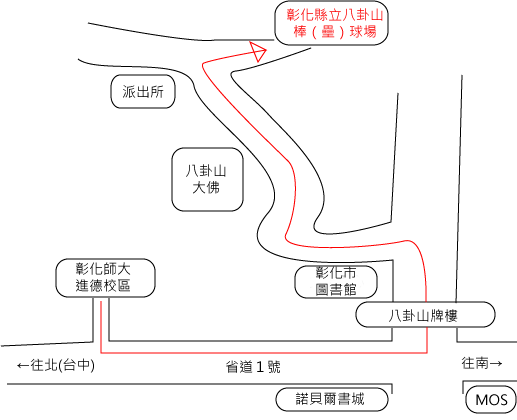 彰化縣立八卦山
棒（壘）球場
派出所
八卦山
大佛
彰化師大
進德校區
彰化市
圖書館
八卦山牌樓
←往北(台中)
省道１號
往南→
諾貝爾書城
MOS